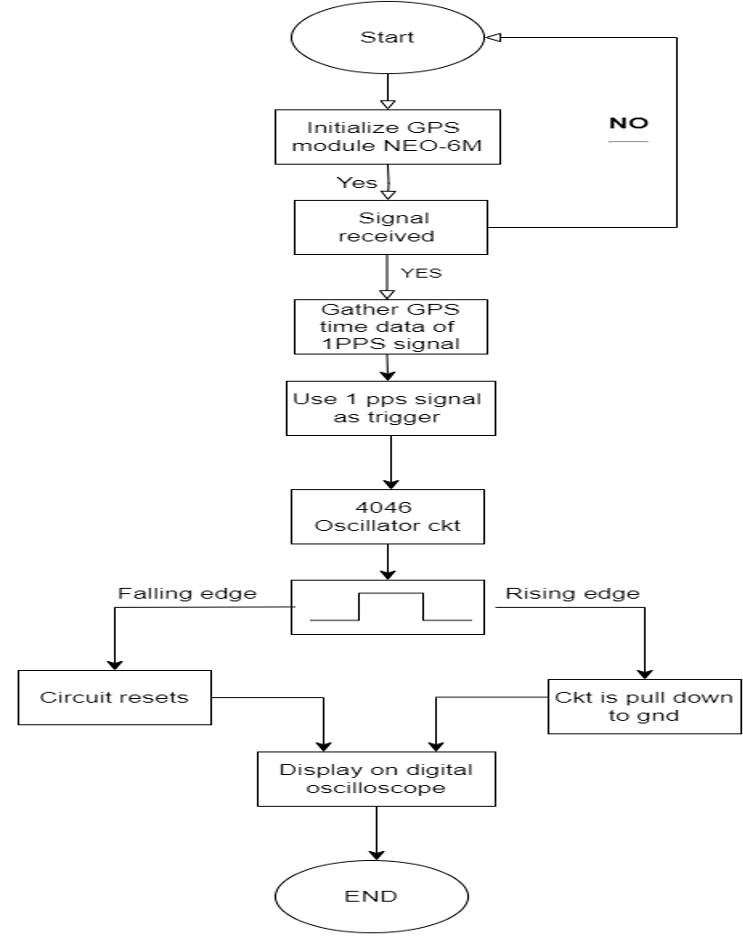 Start
NO
Initialize GPS
module NEO-6M
Yes
Signal
received
YES
Gather GPS
time data of
1PPS signal
Use 1 pps signal
as trigger
4046
Oscillator ckt
Falling edge
Rising edge
Circuit resets
Ckt is pull down
to gnd
Display on digital
oscilloscope
END